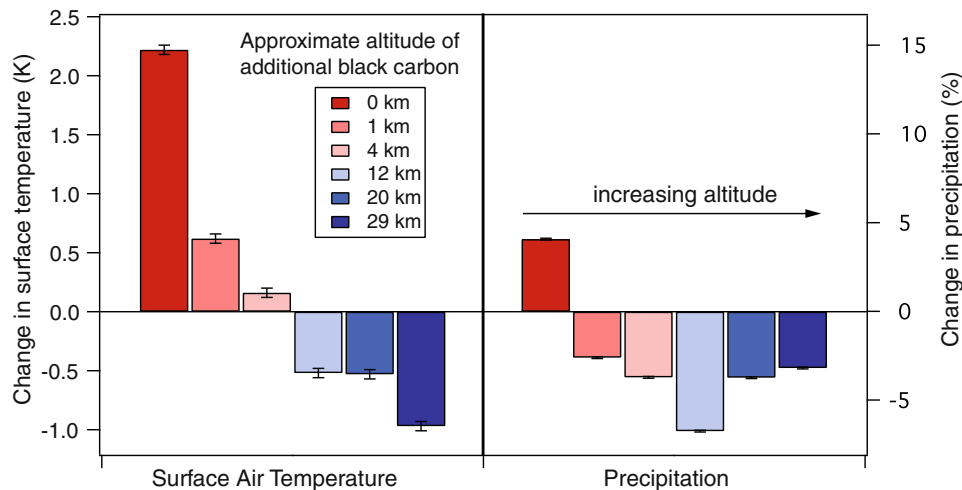 Change in surface temperature (K)
2.5
2.0
1.5
1.0
0.5
0.0
-0.5
-1.0
Approximate altitude of
additional black carbon
0 km
1 km
4 km
12 km
20 km
29 km
increasing altitude
15
10
5
0
-5
Change in precipitation (%)
Surface Air Temperature
Precipitation